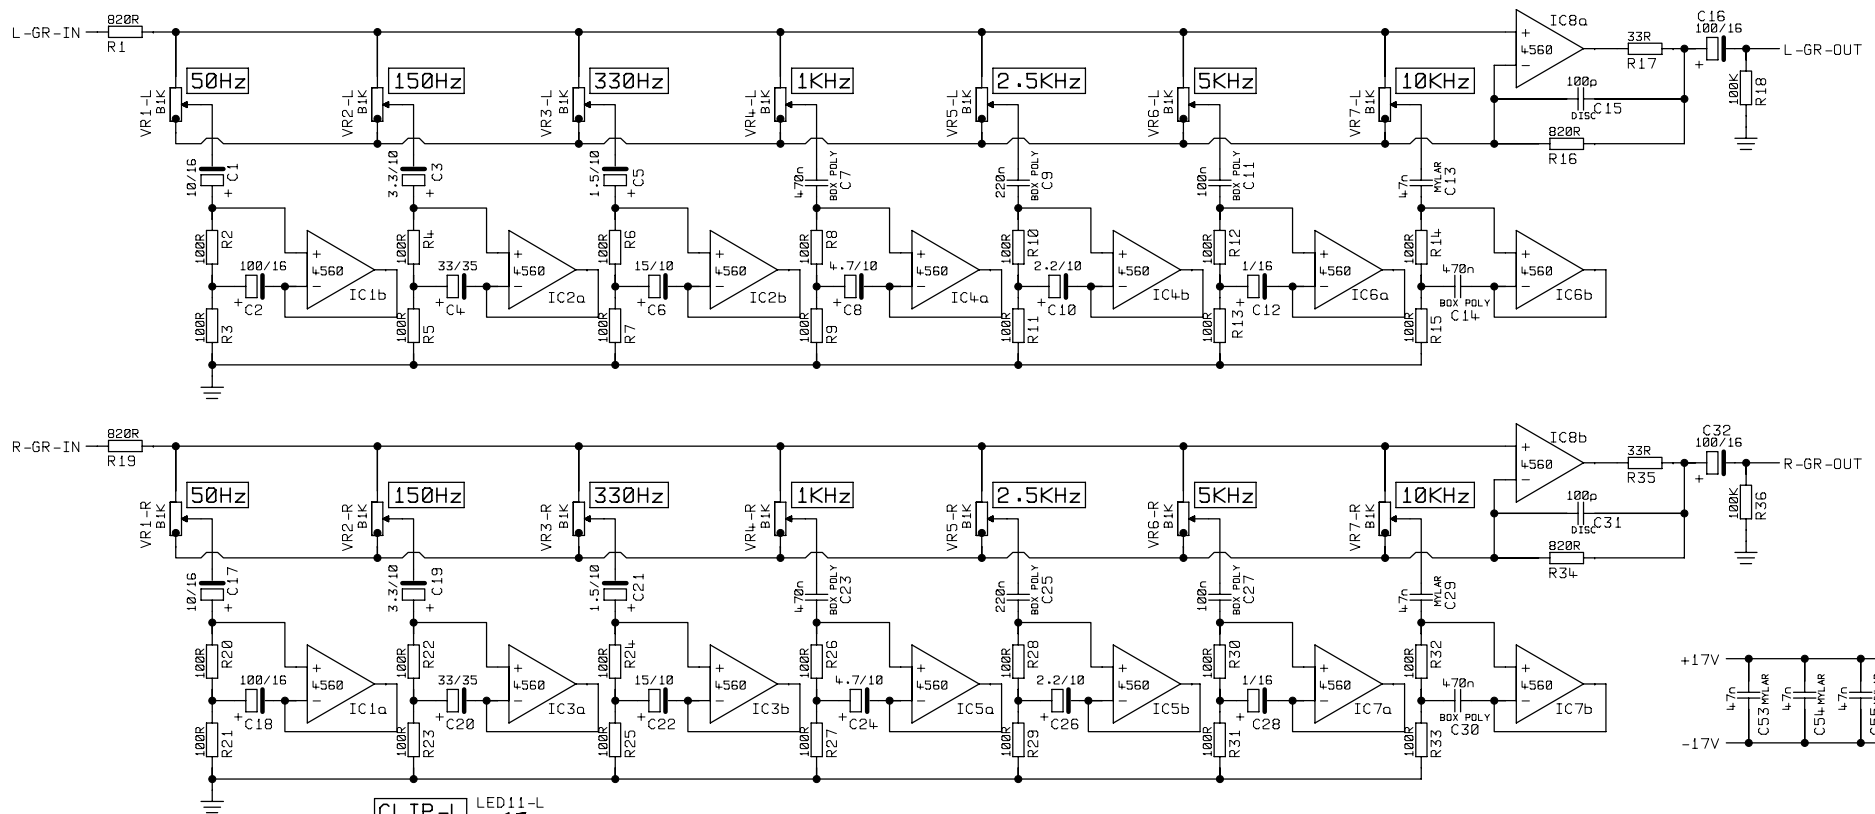 L-GR-IN
820R
R1
50Hz
VR1-L
B1K
150Hz
VR2-L
B1K
330Hz
VR3-L
B1K
1KHz
VR4-L
B1K
2.5KHz
VR5-L
B1K
5KHz
VR6-L
B1K
10KHz
VR7-L
B1K
IC8a
+
4560
-
33R
R17
C16
100/16
+
L-GR-OUT
100K
R18
100p
C15
DISC
820R
R16
10/16
C1
+
3.3/10
C3
+
1.5/10
C5
+
470n
BOX POLY
C7
220n
BOX POLY
C9
100n
BOX POLY
C11
47n
MYLAR
C13
100R
R2
100/16
+
C2
+
4560
-
IC1b
100R
R3
100R
R4
33/35
+
C4
+
4560
-
IC2a
100R
R5
100R
R6
15/10
+
C6
+
4560
-
IC2b
100R
R7
100R
R8
4.7/10
+
C8
+
4560
-
IC4a
100R
R9
100R
R10
2.2/10
+
C10
+
4560
-
IC4b
100R
R11
100R
R12
1/16
+
C12
+
4560
-
IC6a
100R
R13
100R
R14
470n
BOX POLY
C14
+
4560
-
IC6b
100R
R15
R-GR-IN
820R
R19
50Hz
VR1-R
B1K
150Hz
VR2-R
B1K
330Hz
VR3-R
B1K
1KHz
VR4-R
B1K
2.5KHz
VR5-R
B1K
5KHz
VR6-R
B1K
10KHz
VR7-R
B1K
IC8b
+
4560
-
33R
R35
C32
100/16
+
R-GR-OUT
100K
R36
100p
C31
DISC
820R
R34
10/16
C17
+
3.3/10
C19
+
1.5/10
C21
+
470n
BOX POLY
C23
220n
BOX POLY
C25
100n
BOX POLY
C27
47n
MYLAR
C29
100R
R20
100/16
+
C18
+
4560
-
IC1a
100R
R21
100R
R22
33/35
+
C20
+
4560
-
IC3a
100R
R23
100R
R24
15/10
+
C22
+
4560
-
IC3b
100R
R25
100R
R26
4.7/10
+
C24
+
4560
-
IC5a
100R
R27
100R
R28
2.2/10
+
C26
+
4560
-
IC5b
100R
R29
100R
R30
1/16
+
C28
+
4560
-
IC7a
100R
R31
100R
R32
470n
BOX POLY
C30
+
4560
-
IC7b
100R
R33
+17V
-17V
47n
C53
MYLAR
47n
C54
MYLAR
47n
CLIP-L
LED11-L